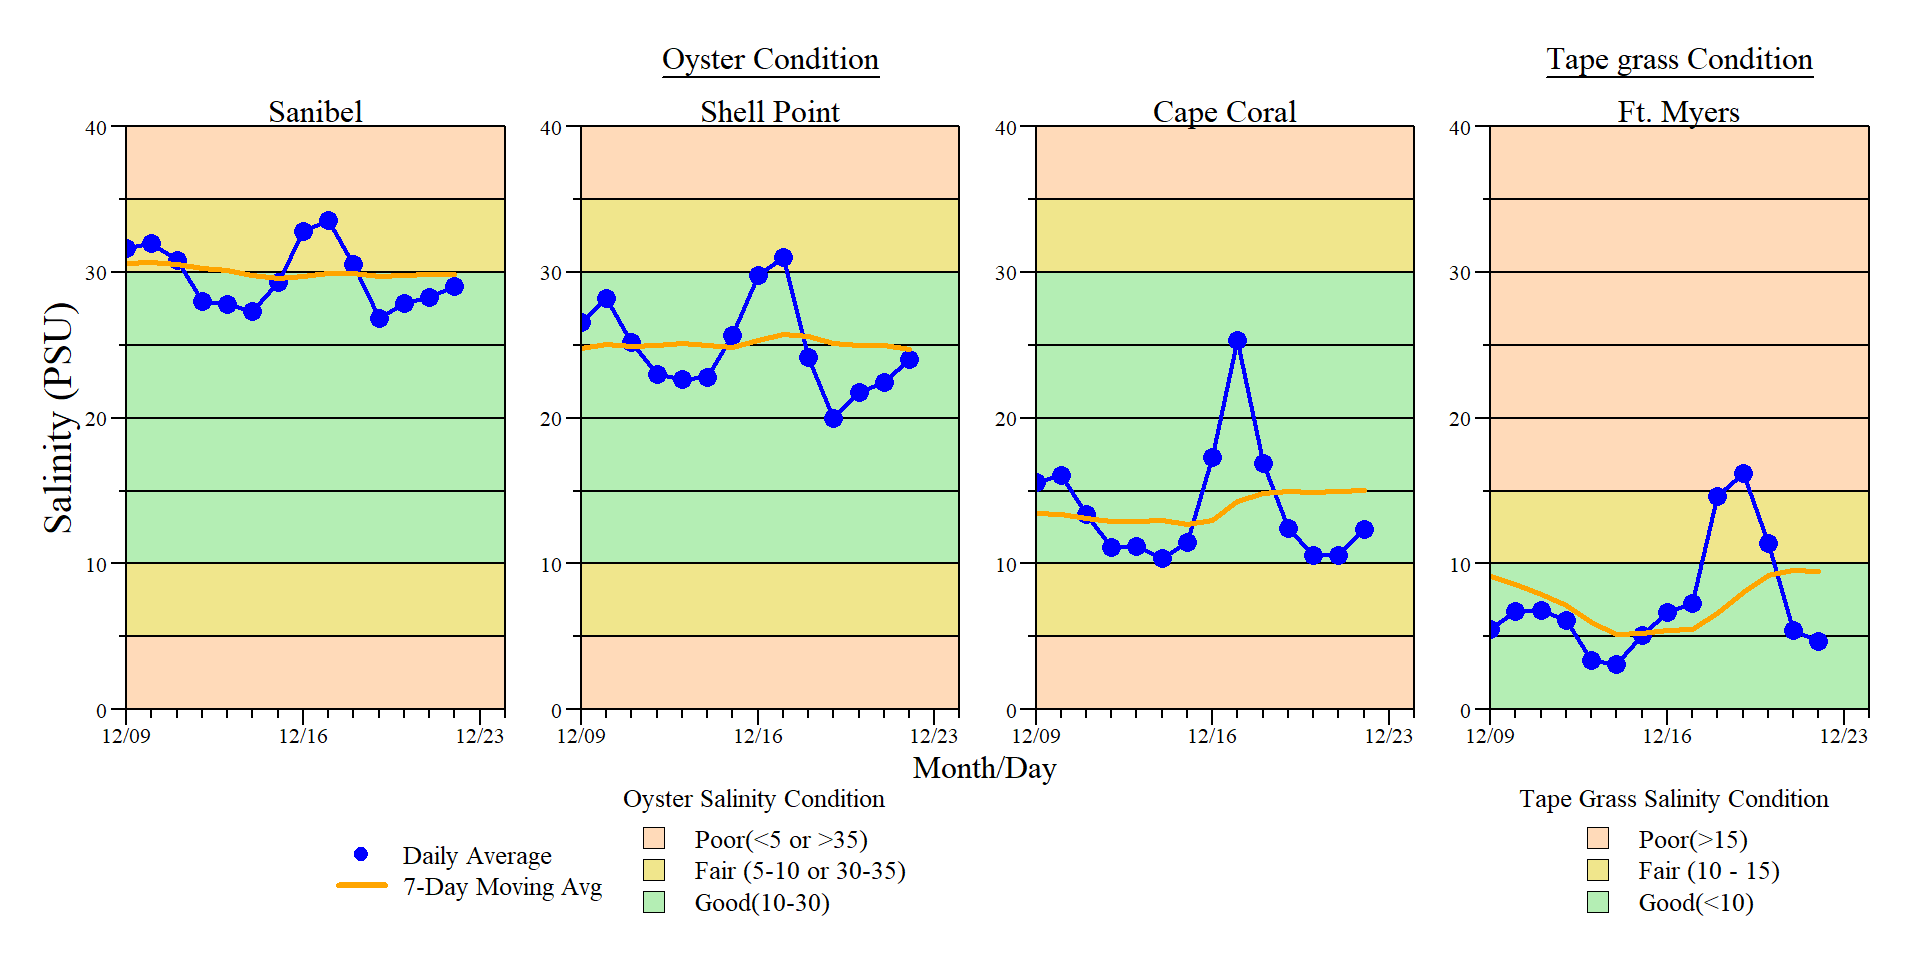 Oyster Condition
Tape grass Condition
Sanibel
Shell Point
Cape Coral
Ft. Myers
Salinity (PSU)
40
30
20
10
0
12/09
12/16
12/23
40
30
20
10
0
12/09
12/16
12/23
40
30
20
10
0
12/09
12/16
12/23
40
30
20
10
0
12/09
12/16
12/23
Month/Day
Daily Average
7-Day Moving Avg
Oyster Salinity Condition
Poor(<5 or >35)
Fair (5-10 or 30-35)
Good(10-30)
Tape Grass Salinity Condition
Poor(>15)
Fair (10 - 15)
Good(<10)